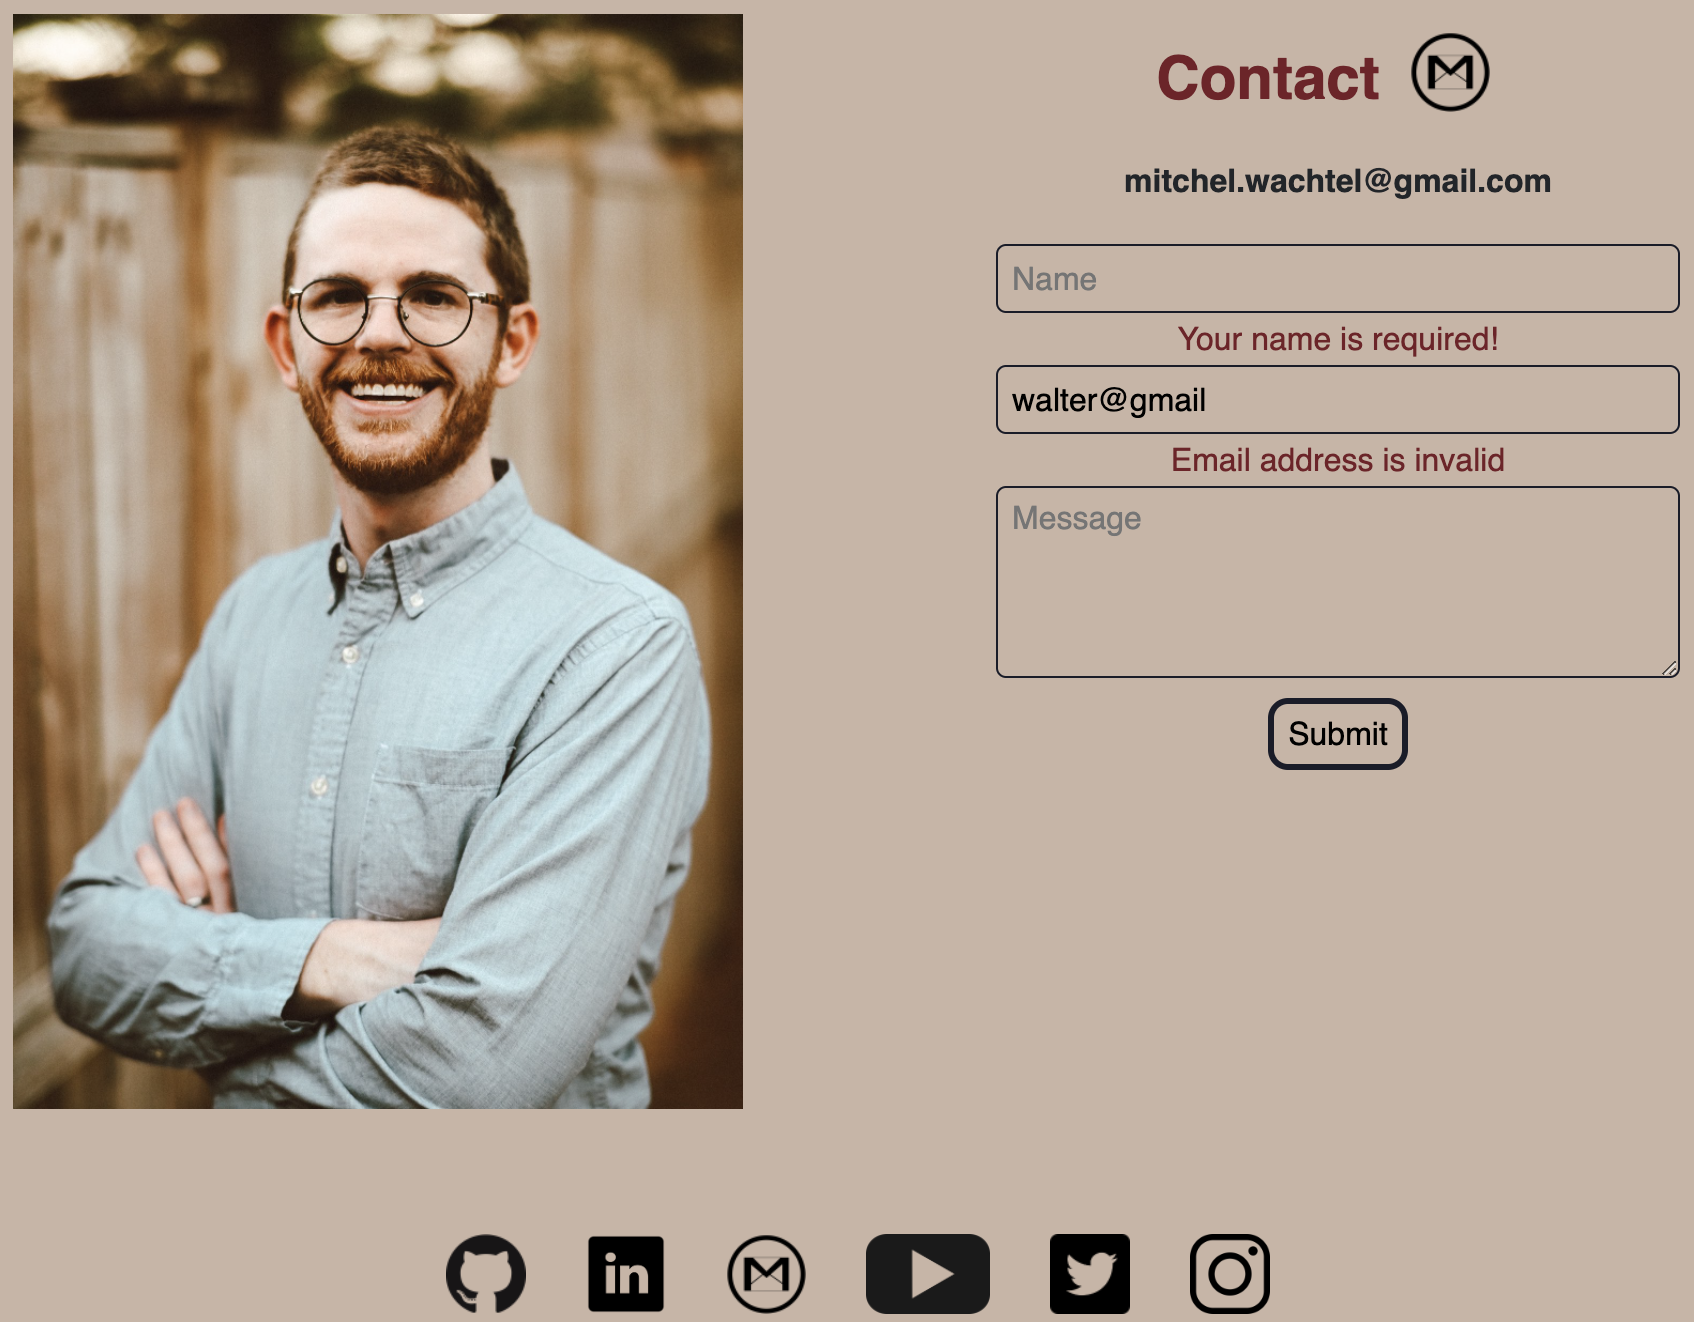 Contact
mitchel.wachtel@gmail.com
Name
Your name is required!
walter@gmail
Email address is invalid
Message
Submit
in